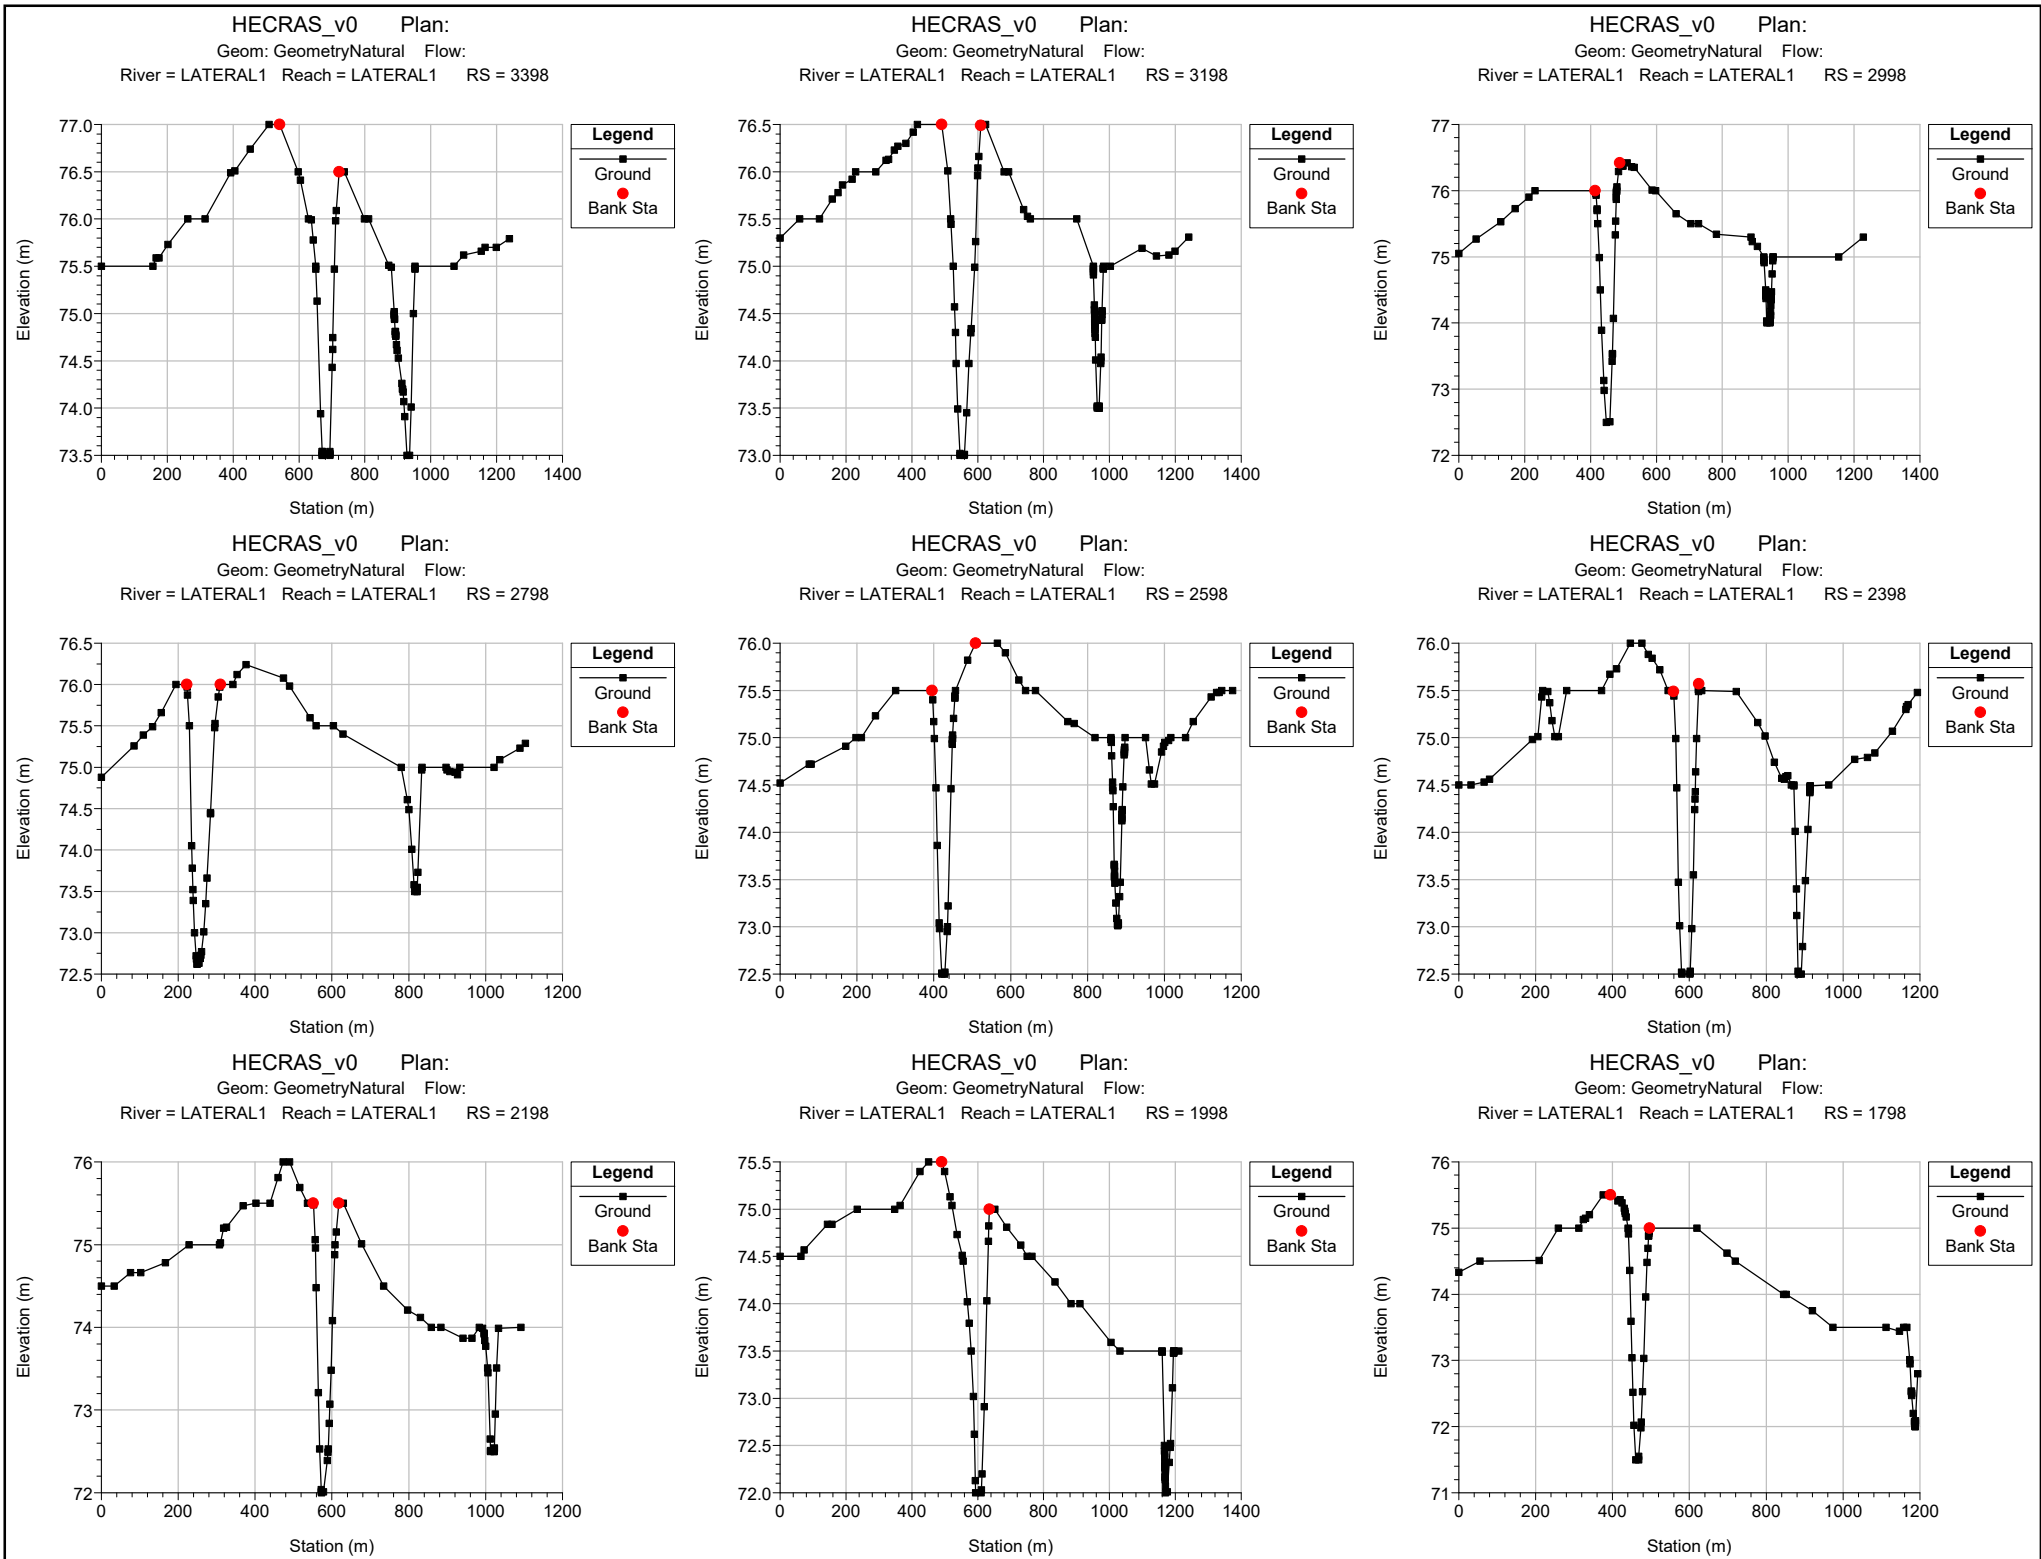 HECRAS_v0 Plan:
Geom: GeometryNatural Flow:
River = LATERAL1 Reach = LATERAL1 RS = 3398
77.0
76.5
76.0
75.5
75.0
74.5
74.0
73.5
0 200 400 600 800 1000 1200 1400
Station (m)
Elevation (m)
Legend
Ground
Bank Sta
HECRAS_v0 Plan:
Geom: GeometryNatural Flow:
River = LATERAL1 Reach = LATERAL1 RS = 3198
76.5
76.0
75.5
75.0
74.5
74.0
73.5
73.0
0 200 400 600 800 1000 1200 1400
Station (m)
Elevation (m)
Legend
Ground
Bank Sta
HECRAS_v0 Plan:
Geom: GeometryNatural Flow:
River = LATERAL1 Reach = LATERAL1 RS = 2998
77
76
75
74
73
72
0 200 400 600 800 1000 1200 1400
Station (m)
Elevation (m)
Legend
Ground
Bank Sta
HECRAS_v0 Plan:
Geom: GeometryNatural Flow:
River = LATERAL1 Reach = LATERAL1 RS = 2798
76.5
76.0
75.5
75.0
74.5
74.0
73.5
73.0
72.5
0 200 400 600 800 1000 1200
Station (m)
Elevation (m)
Legend
Ground
Bank Sta
HECRAS_v0 Plan:
Geom: GeometryNatural Flow:
River = LATERAL1 Reach = LATERAL1 RS = 2598
76.0
75.5
75.0
74.5
74.0
73.5
73.0
72.5
0 200 400 600 800 1000 1200
Station (m)
Elevation (m)
Legend
Ground
Bank Sta
HECRAS_v0 Plan:
Geom: GeometryNatural Flow:
River = LATERAL1 Reach = LATERAL1 RS = 2398
76.0
75.5
75.0
74.5
74.0
73.5
73.0
72.5
0 200 400 600 800 1000 1200
Station (m)
Elevation (m)
Legend
Ground
Bank Sta
HECRAS_v0 Plan:
Geom: GeometryNatural Flow:
River = LATERAL1 Reach = LATERAL1 RS = 2198
76
75
74
73
72
0 200 400 600 800 1000 1200
Station (m)
Elevation (m)
Legend
Ground
Bank Sta
HECRAS_v0 Plan:
Geom: GeometryNatural Flow:
River = LATERAL1 Reach = LATERAL1 RS = 1998
75.5
75.0
74.5
74.0
73.5
73.0
72.5
72.0
0 200 400 600 800 1000 1200 1400
Station (m)
Elevation (m)
Legend
Ground
Bank Sta
HECRAS_v0 Plan:
Geom: GeometryNatural Flow:
River = LATERAL1 Reach = LATERAL1 RS = 1798
76
75
74
73
72
71
0 200 400 600 800 1000 1200
Station (m)
Elevation (m)
Legend
Ground
Bank Sta